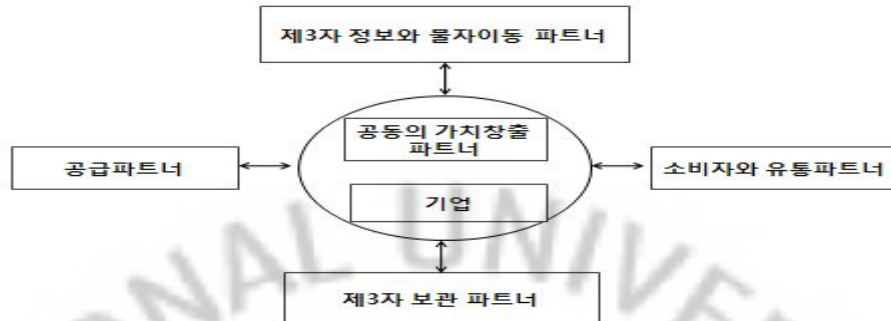 제3자 정보와 물자이동 파트너
공동의 가치창출
파트너
공급파트너
소비자와 유통파트너
기업
제3자 보관 파트너
ONAL UNIVE